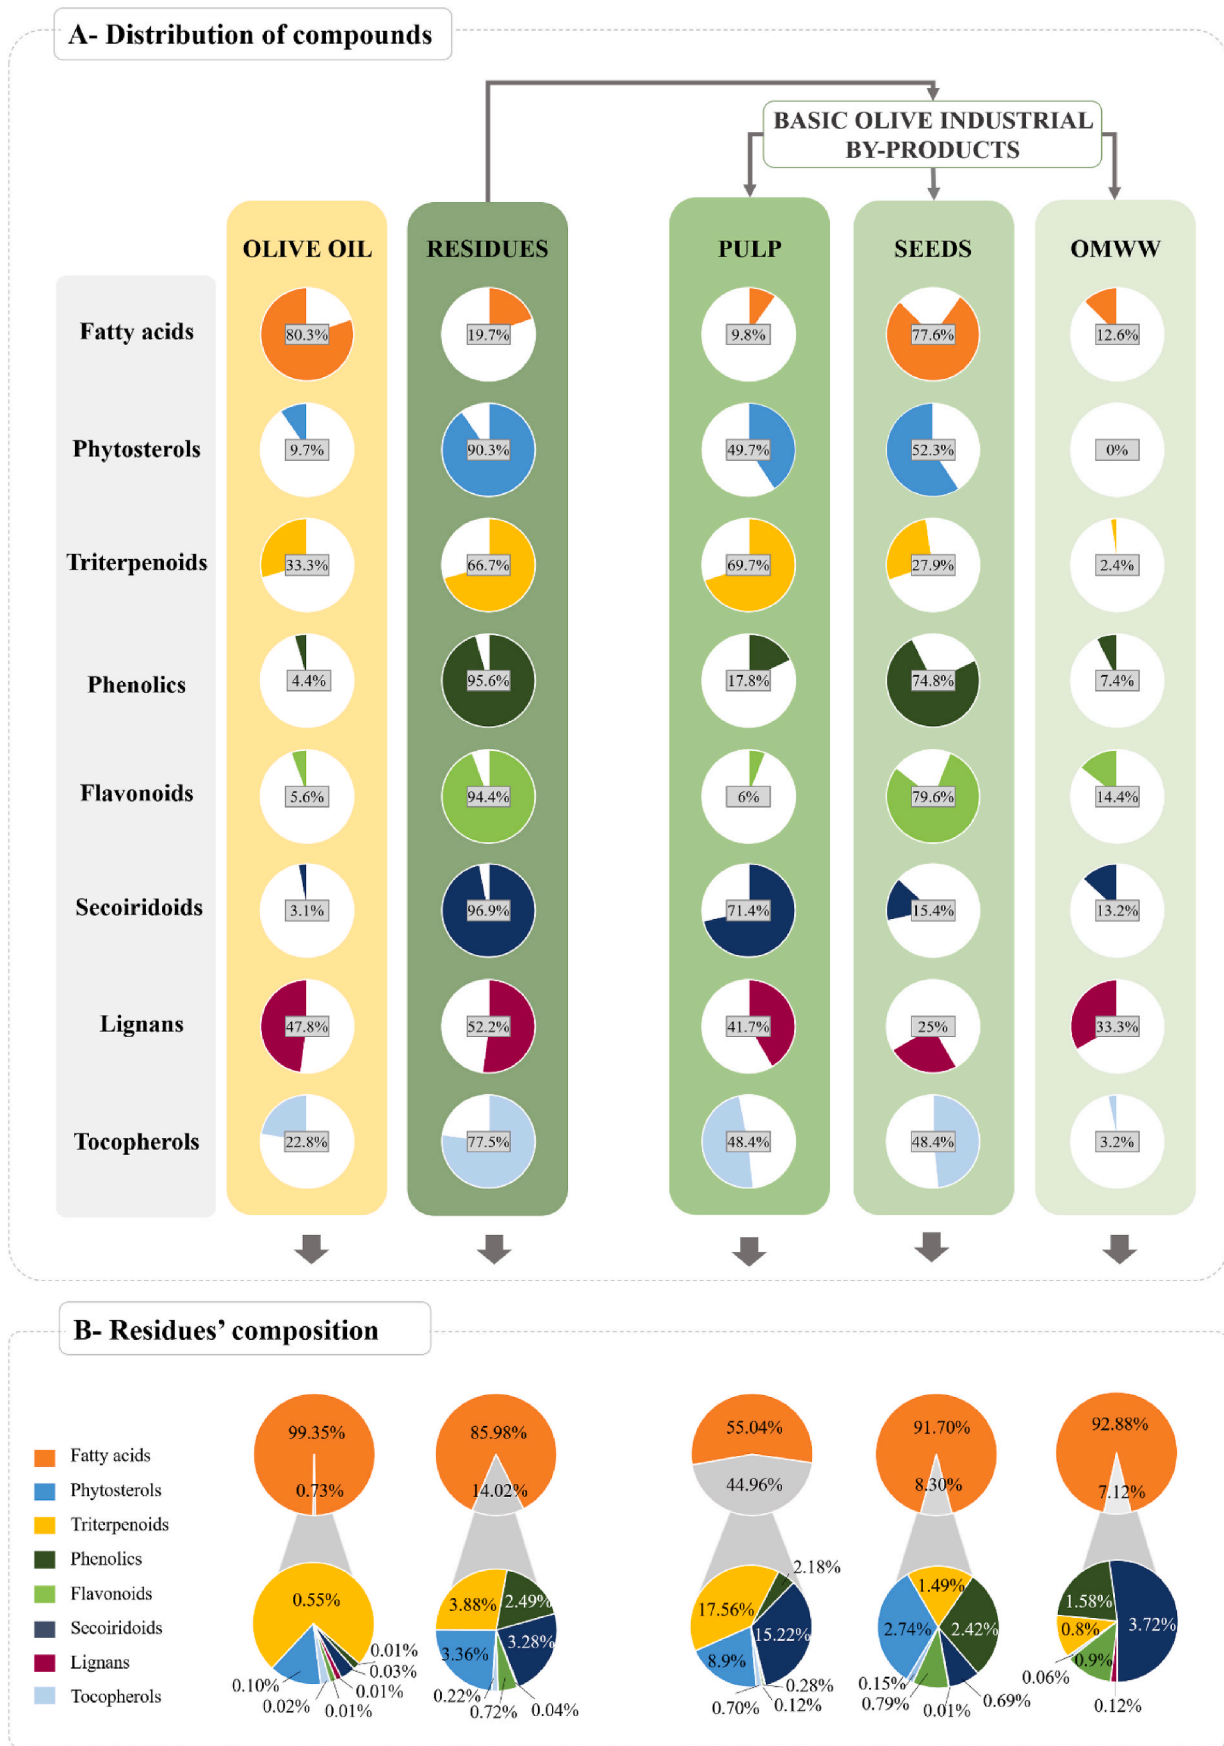 A- Distribution of compounds
BASIC OLIVE INDUSTRIAL
BY-PRODUCTS
OLIVE OIL RESIDUES PULP SEEDS OMWW
Fatty acids 80.3% 19.7% 9.8% 77.6% 12.6%
Phytosterols 9.7% 90.3% 49.7% 52.3% 0%
Triterpenoids 33.3% 66.7% 69.7% 27.9% 2.4%
Phenolics 4.4% 95.6% 17.8% 74.8% 7.4%
Flavonoids 5.6% 94.4% 6% 79.6% 14.4%
Secoiridoids 3.1% 96.9% 71.4% 15.4% 13.2%
Lignans 47.8% 52.2% 41.7% 25% 33.3%
Tocopherols 22.8% 77.5% 48.4% 48.4% 3.2%
B- Residues’ composition
Fatty acids
Phytosterols
Triterpenoids
Phenolics
Flavonoids
Secoiridoids
Lignans
Tocopherols
99.35%
0.73%
0.55%
0.01%
0.03%
0.01%
0.01%
0.02%
0.10%
85.98%
14.02%
3.88%
2.49%
3.36%
3.28%
0.22%
0.72%
0.04%
55.04%
44.96%
2.18%
17.56%
15.22%
8.9%
0.28%
0.12%
0.70%
91.70%
8.30%
1.49%
2.74%
2.42%
0.15%
0.79%
0.01%
0.69%
92.88%
7.12%
1.58%
3.72%
0.8%
0.9%
0.06%
0.12%